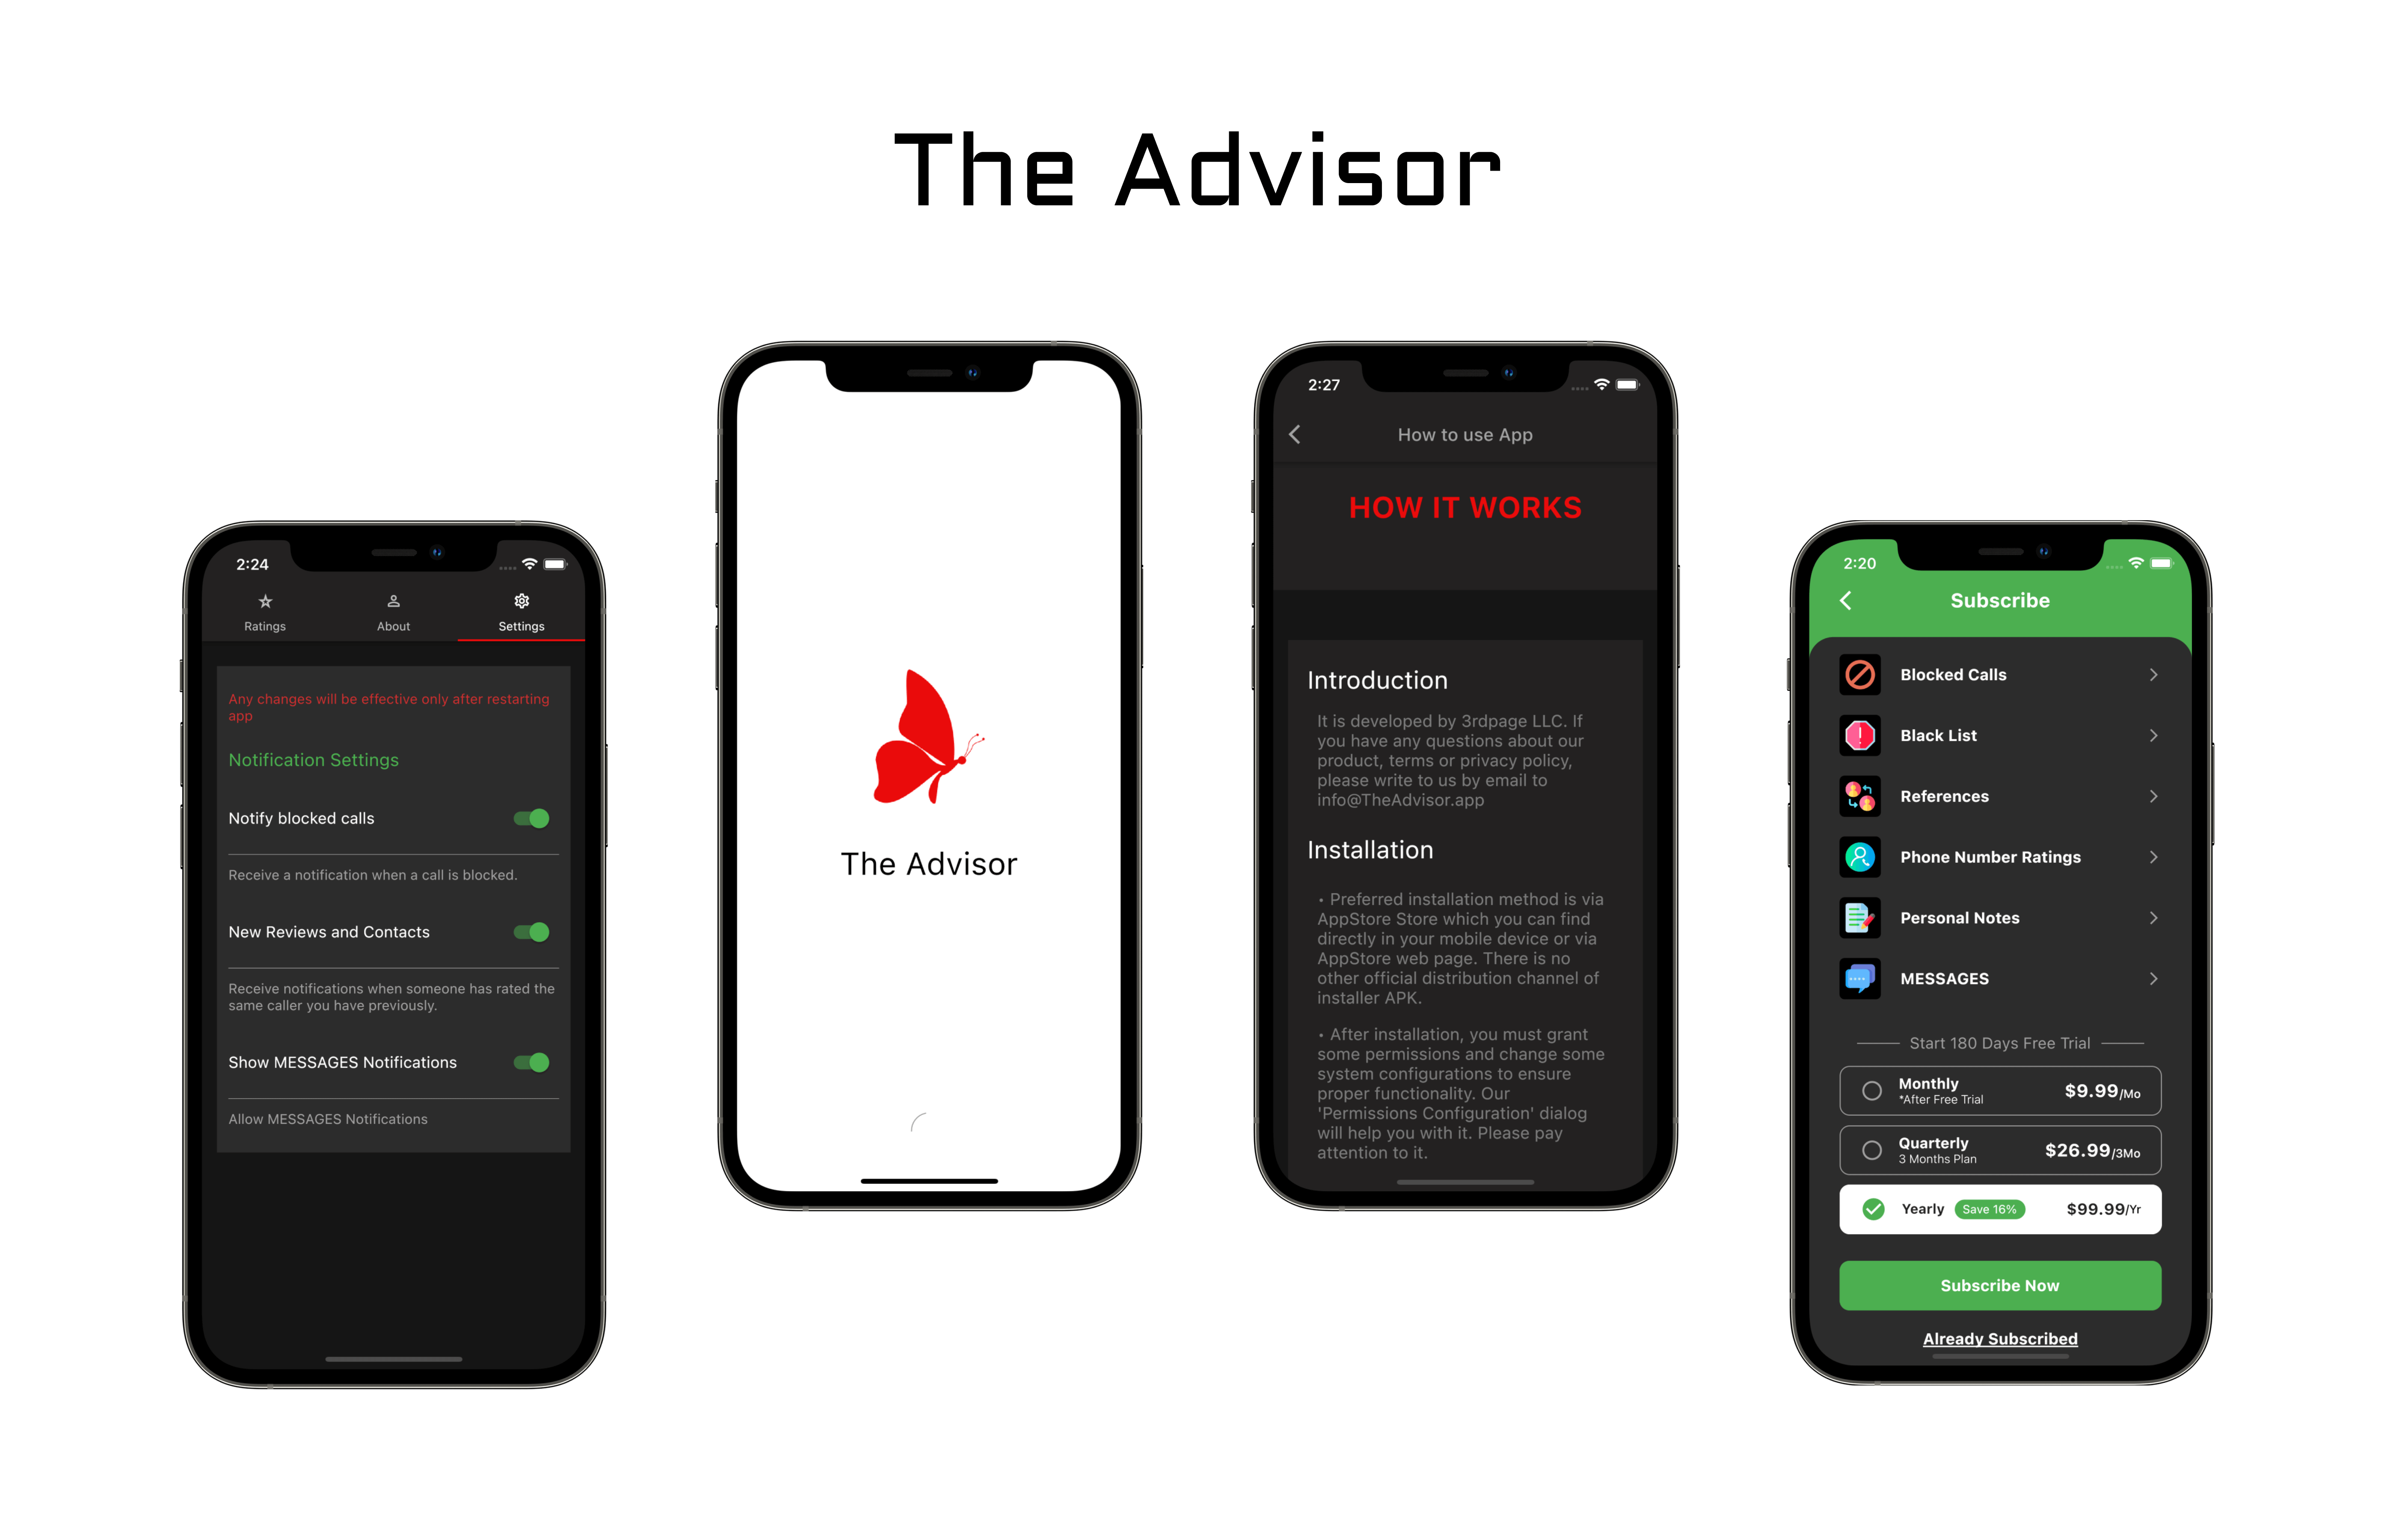 The Advisor
2:24
Ratings
About
Settings
Any changes will be effective only after restarting
app
Notification Settings
Notify blocked calls
Receive a notification when a call is blocked.
New Reviews and Contacts
Receive notifications when someone has rated the
same caller you have previously.
Show MESSAGES Notifications
Allow MESSAGES Notifications
The Advisor
2:27
How to use App
HOW IT WORKS
Introduction
It is developed by 3rdpage LLC. If
you have any questions about our
product, terms or privacy policy,
please write to us by email to
info@TheAdvisor.app
Installation
• Preferred installation method is via
AppStore Store which you can find
directly in your mobile device or via
AppStore web page. There is no
other official distribution channel of
installer APK.
• After installation, you must grant
some permissions and change some
system configurations to ensure
proper functionality. Our
'Permissions Configuration' dialog
will help you with it. Please pay
attention to it.
2:20
Subscribe
Blocked Calls
Black List
References
Phone Number Ratings
Personal Notes
MESSAGES
Start 180 Days Free Trial
Monthly
*After Free Trial
$9.99/Mo
Quarterly
3 Months Plan
$26.99/3Mo
Yearly Save 16% $99.99/Yr
Subscribe Now
Already Subscribed